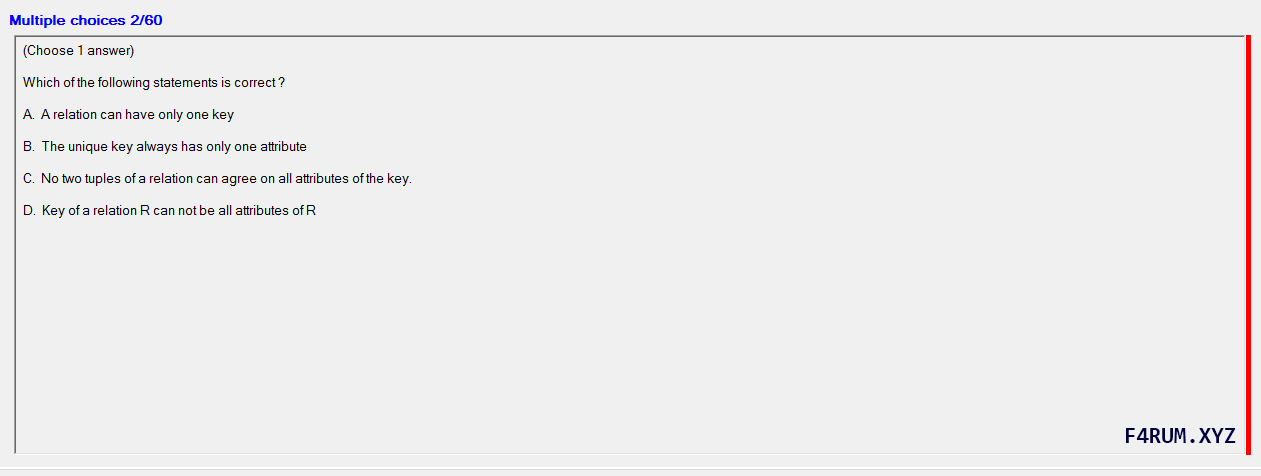 Multiple choices 2/60
(Choose 1 answer)
Which of the following statements is correct ?
A. A relation can have only one key
B. The unique key always has only one attribute
C. No two tuples of a relation can agree on all attributes of the key.
D. Key of a relation R can not be all attributes of R
F4RUM.XYZ